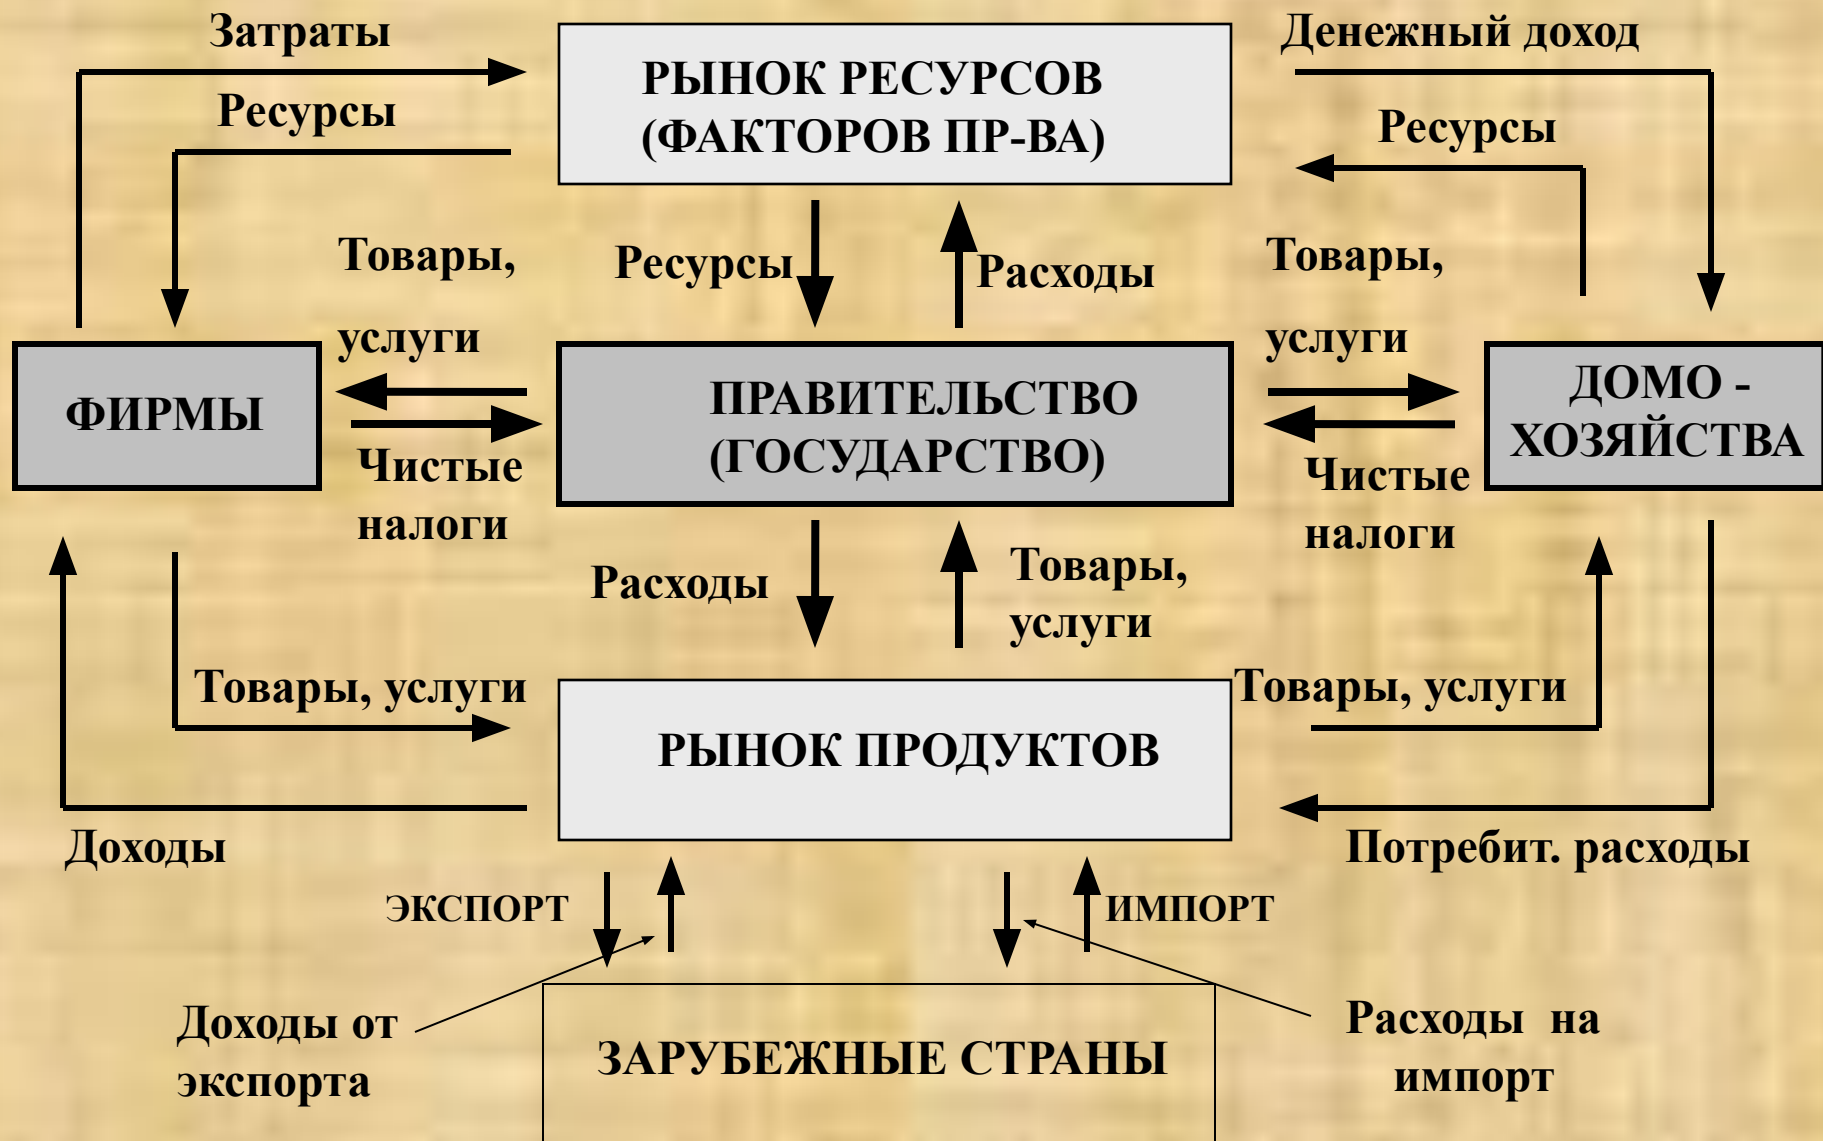 Затраты
Денежный доход
РЫНОК РЕСУРСОВ
(ФАКТОРОВ ПР-ВА)
Ресурсы
Ресурсы
Товары,
услуги
Ресурсы
Расходы
Товары,
услуги
ФИРМЫ
ПРАВИТЕЛЬСТВО
(ГОСУДАРСТВО)
ДОМО -
ХОЗЯЙСТВА
Чистые
налоги
Чистые
налоги
Расходы
Товары,
услуги
Товары, услуги
Товары, услуги
РЫНОК ПРОДУКТОВ
Доходы
Потребит. расходы
ЭКСПОРТ
ИМПОРТ
Доходы от
экспорта
ЗАРУБЕЖНЫЕ СТРАНЫ
Расходы на
импорт